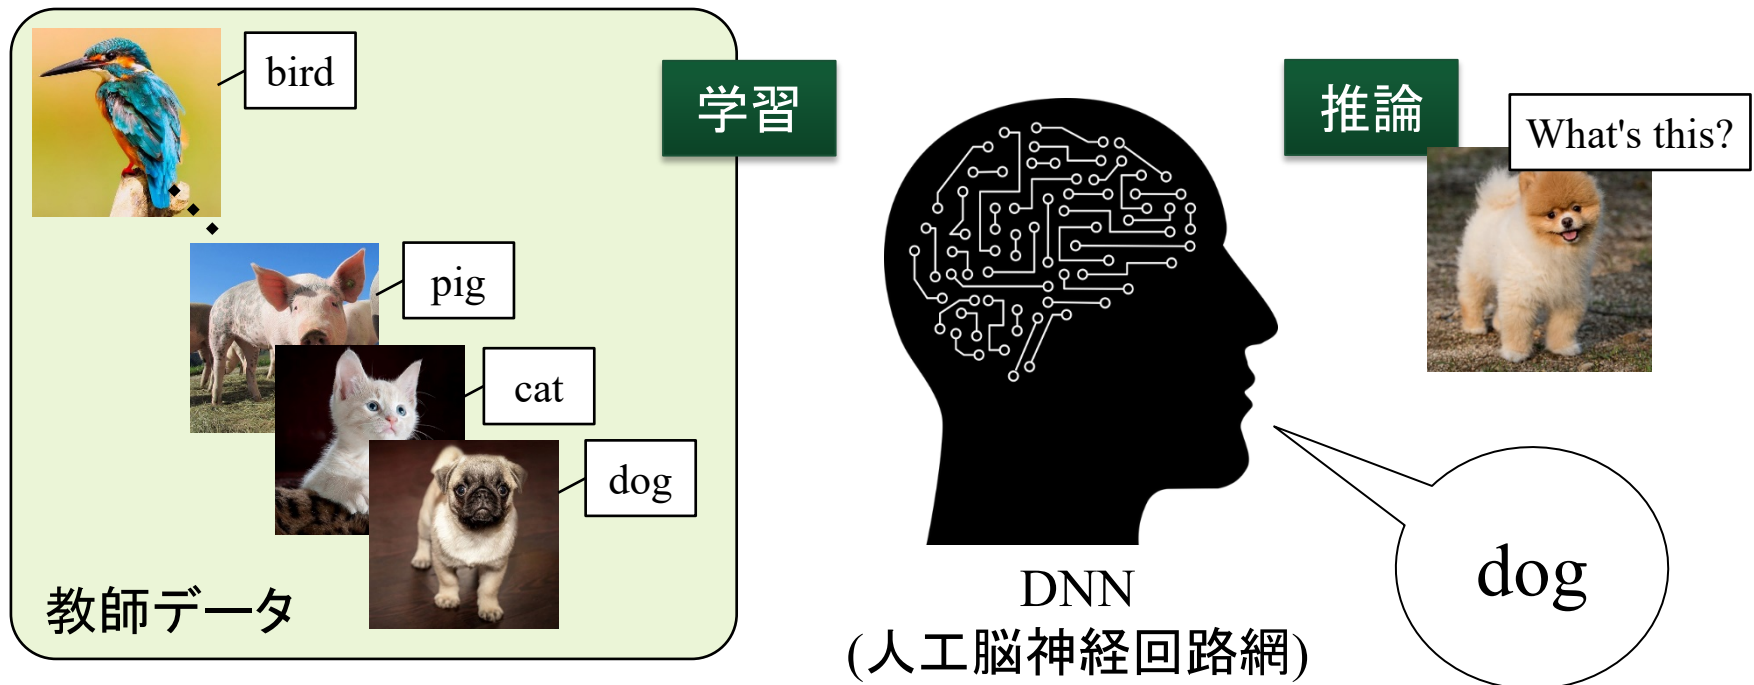 bird
pig
cat
dog
教師データ
学習
DNN
(人工脳神経回路網)
推論
What's this?
dog